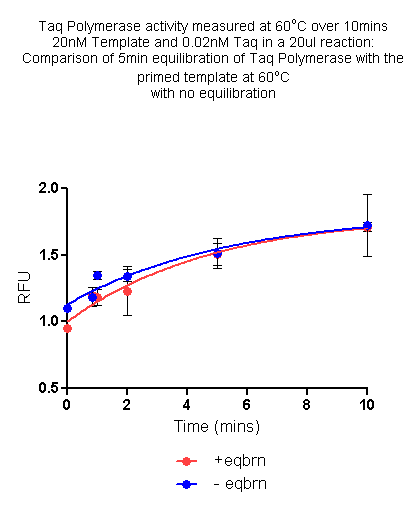 Taq Polymerase activity measured at 60°C over 10mins
20nM Template and 0.02nM Taq in a 20ul reaction:
Comparison of 5min equilibration of Taq Polymerase with the
primed template at 60°C
with no equilibration
2.0
1.5
1.0
0.5
RFU
0 2 4 6 8 10
Time (mins)
+eqbrn
- eqbrn